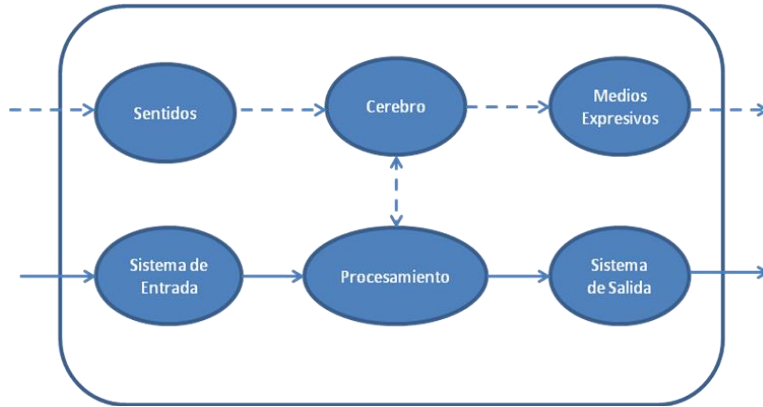 Sentidos
Cerebro
Medios
Expresivos
Sistema de
Entrada
Procesamiento
Sistema
de Salida